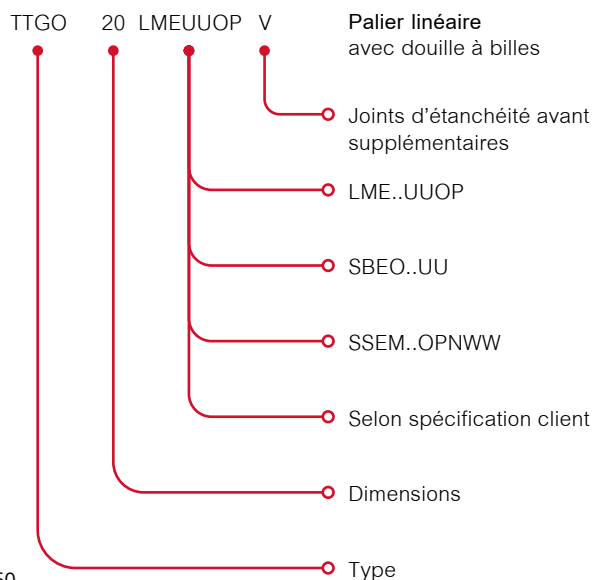 TTGO 20 LMEUUOP V
Palier linéaire
avec douille à billes
Joints d'étanchéité avant
supplémentaires
LME..UUOP
SBEO..UU
SSEM..OPNWW
Selon spécification client
Dimensions
Type